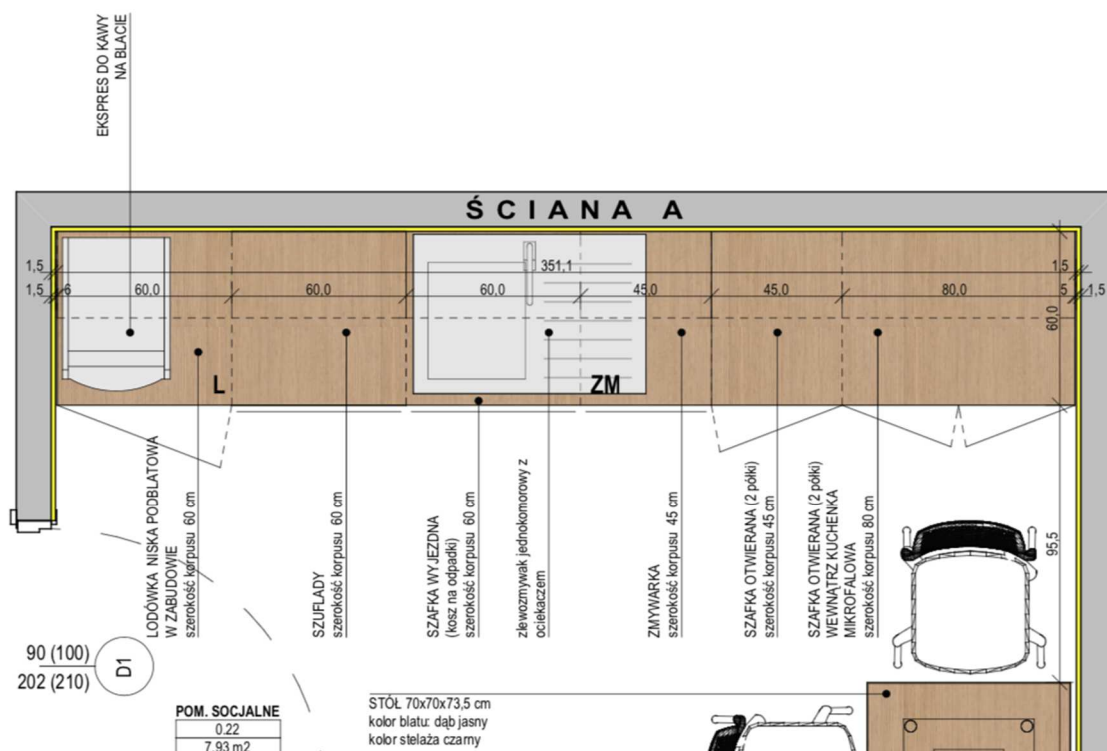 EKSPRES DO KAWY
NA BLACIE
ŚCIANA A
1,5
351,1
1,5
1,5
6
60,0
60,0
60,0
45,0
45,0
80,0
5
1,5
60,0
L
ZM
LODÓWKA NISKA PODBLATOWA
W ZABUDOWIE
szerokość korpusu 60 cm
SZUFLADY
szerokość korpusu 60 cm
SZAFKA WYJEZDNA
(kosz na odpadki)
szerokość korpusu 60 cm
zlewozmywak jednokomorowy z
ociekaczem
ZMYWARKA
szerokość korpusu 45 cm
SZAFKA OTWIERANA (2 półki)
szerokość korpusu 45 cm
SZAFKA OTWIERANA (2 półki)
WEWNĄTRZ KUCHENKA
MIKROFALOWA
szerokość korpusu 80 cm
95,5
90 (100)
202 (210)
D1
POM. SOCJALNE
0.22
7,93 m2
STÓŁ 70x70x73,5 cm
kolor blatu: dąb jasny
kolor stelaża czarny